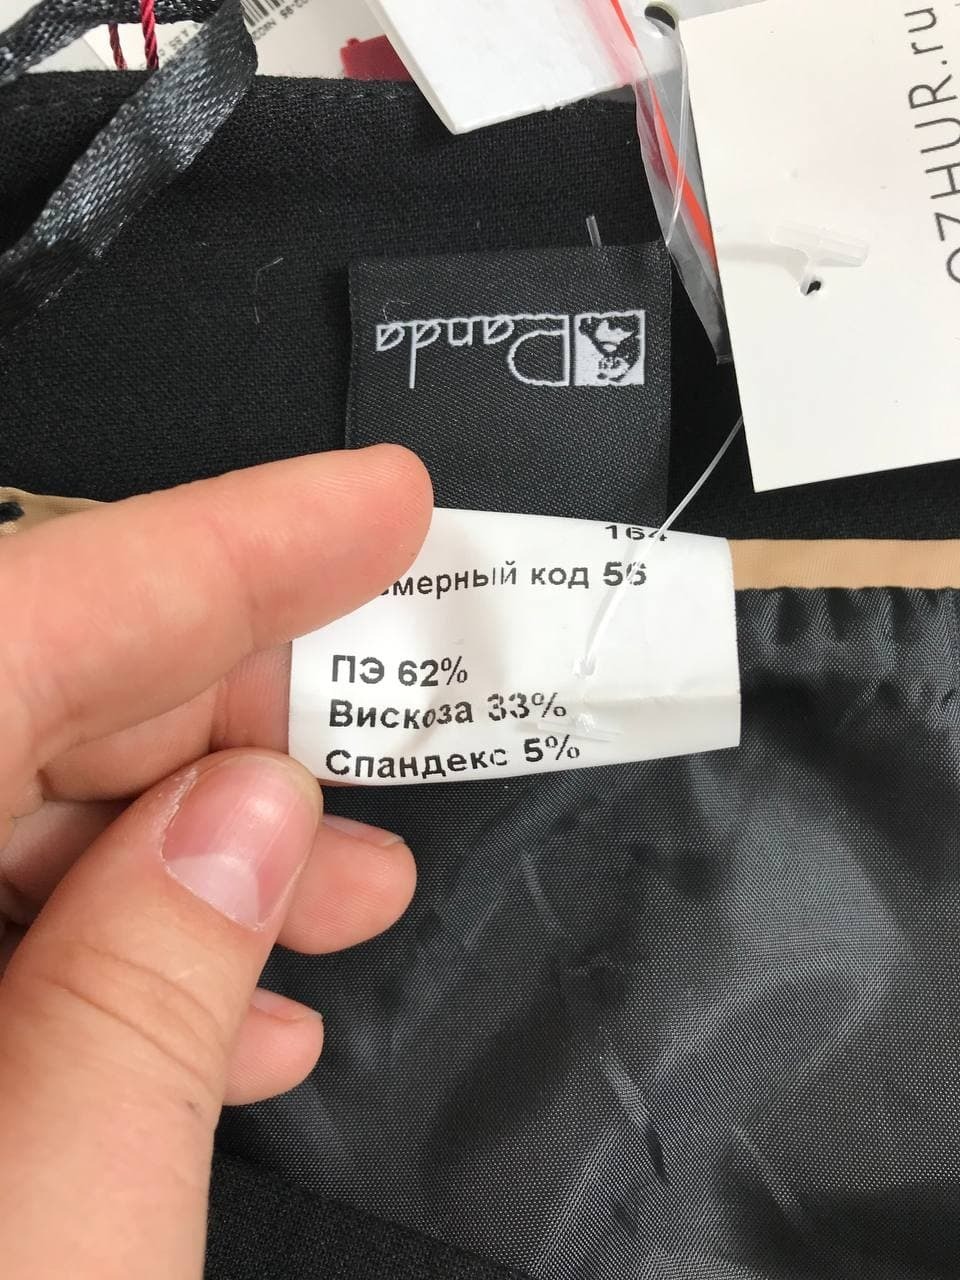 OZHUR.ru
Panda
164
мерный код 56
ПЭ 62%
Вискоза 33%
Спандекс 5%